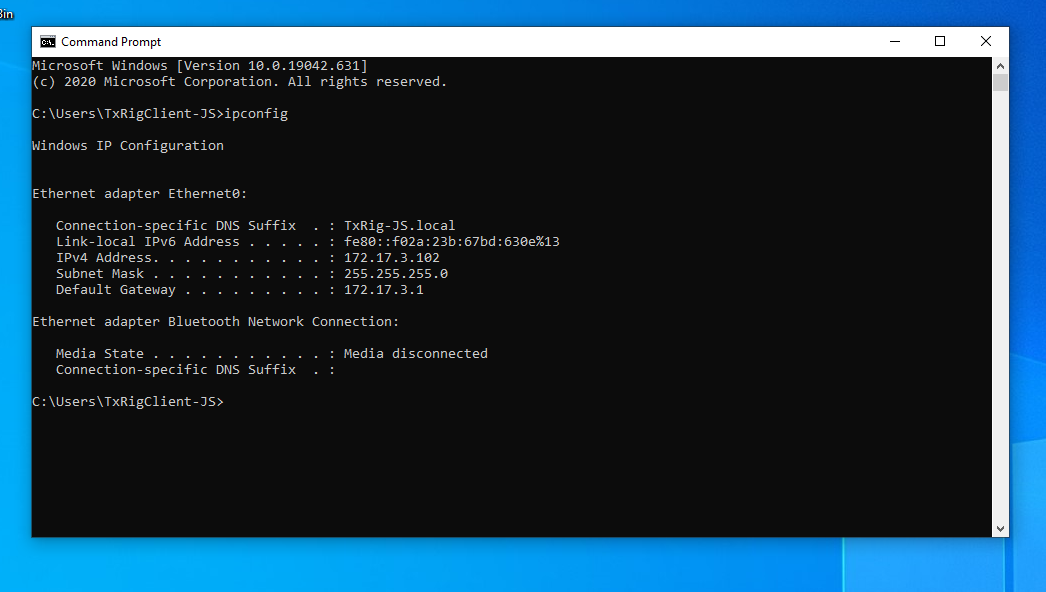 Bin
Command Prompt
Microsoft Windows [Version 10.0.19042.631]
(c) 2020 Microsoft Corporation. All rights reserved.
C:\Users\TxRigClient-JS>ipconfig
Windows IP Configuration
Ethernet adapter Ethernet0:
Connection-specific DNS Suffix  . : TxRig-JS.local
Link-local IPv6 Address . . . . . : fe80::f02a:23b:67bd:630e%13
IPv4 Address. . . . . . . . . . . : 172.17.3.102
Subnet Mask . . . . . . . . . . . : 255.255.255.0
Default Gateway . . . . . . . . . : 172.17.3.1
Ethernet adapter Bluetooth Network Connection:
Media State . . . . . . . . . . . : Media disconnected
Connection-specific DNS Suffix  . :
C:\Users\TxRigClient-JS>